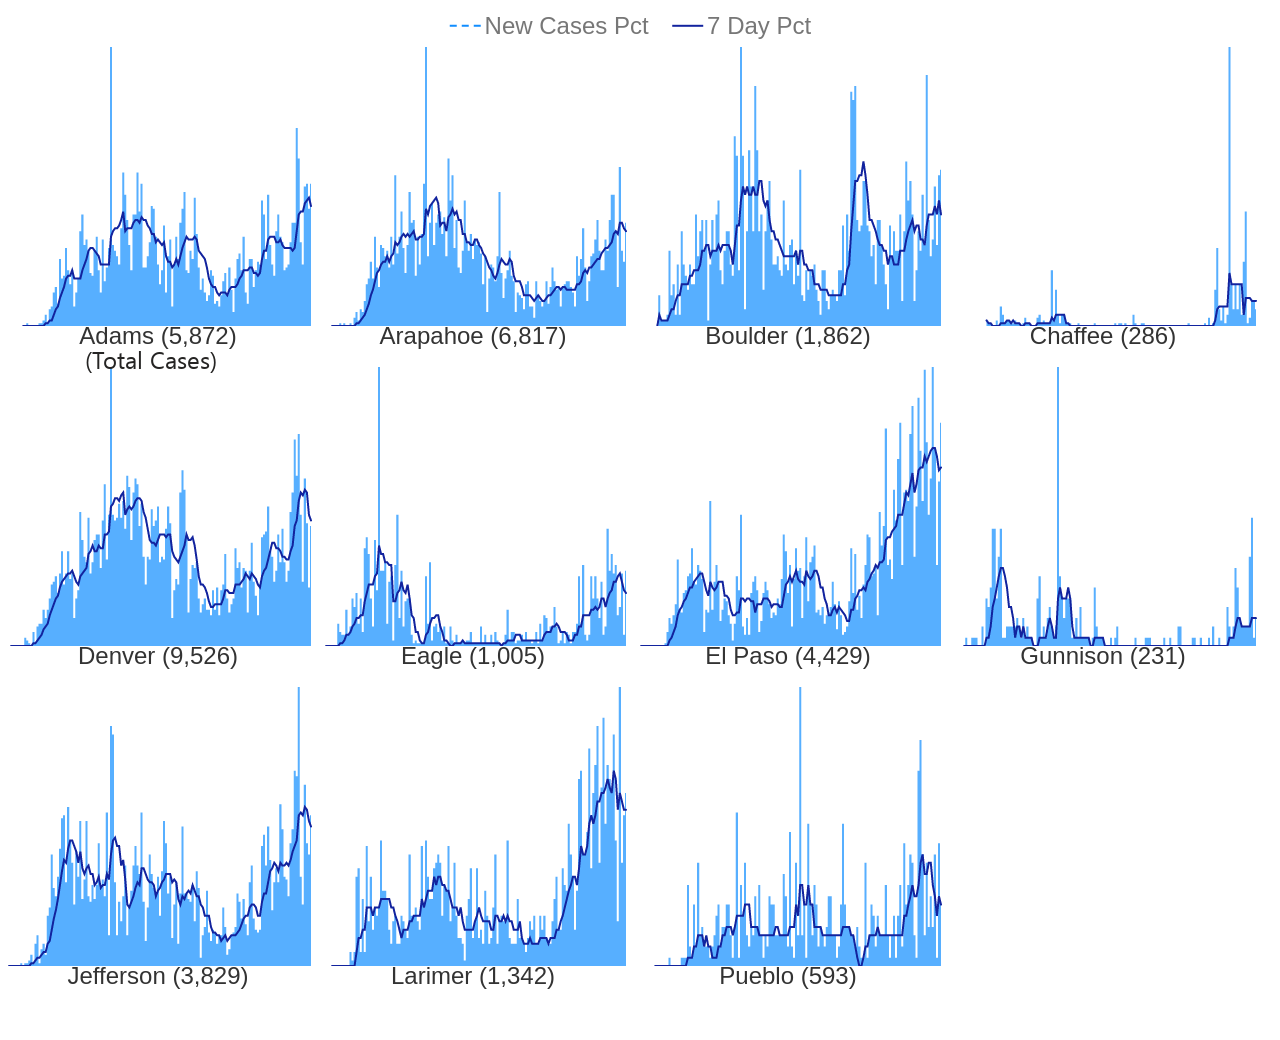 New Cases Pct 7 Day Pct
Adams (5,872) Arapahoe (6,817) Boulder (1,862) Chaffee (286)
(Total Cases)
Denver (9,526) Eagle (1,005) El Paso (4,429) Gunnison (231)
Jefferson (3,829) Larimer (1,342) Pueblo (593)